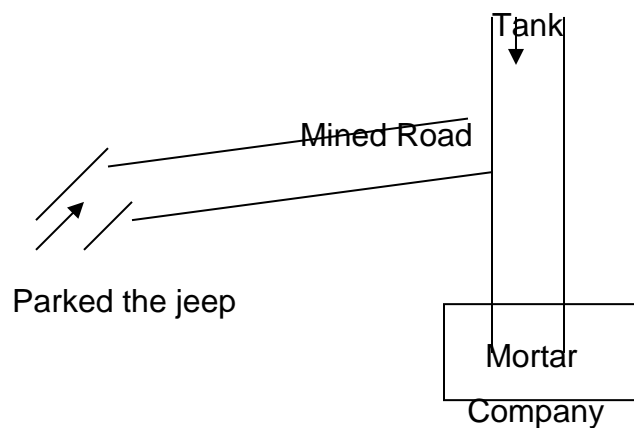 Tank
Mined Road
Parked the jeep
Mortar
Company